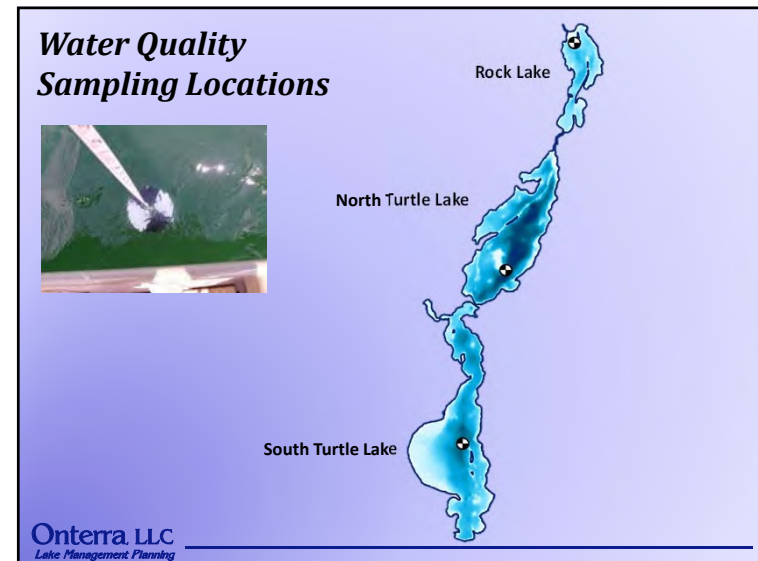 Water Quality
Sampling Locations
Rock Lake
North Turtle Lake
South Turtle Lake
Onterra, LLC
Lake Management Planning